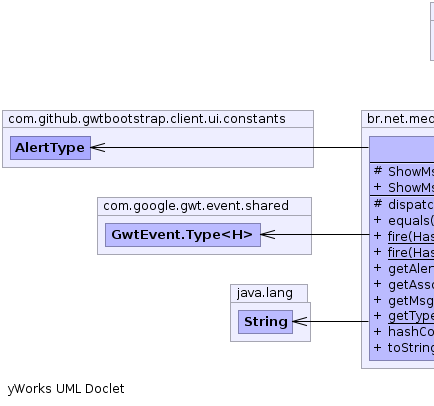 com.github.gwtbootstrap.client.ui.constants
AlertType
com.google.gwt.event.shared
GwtEvent.Type<H>
java.lang
String
br.net.med
# ShowMs
+ ShowMs
# dispatc
+ equals(
+ fire(Has
+ fire(Has
+ getAler
+ getAsso
+ getMsg
+ getType
+ hashCo
+ toString
yWorks UML Doclet